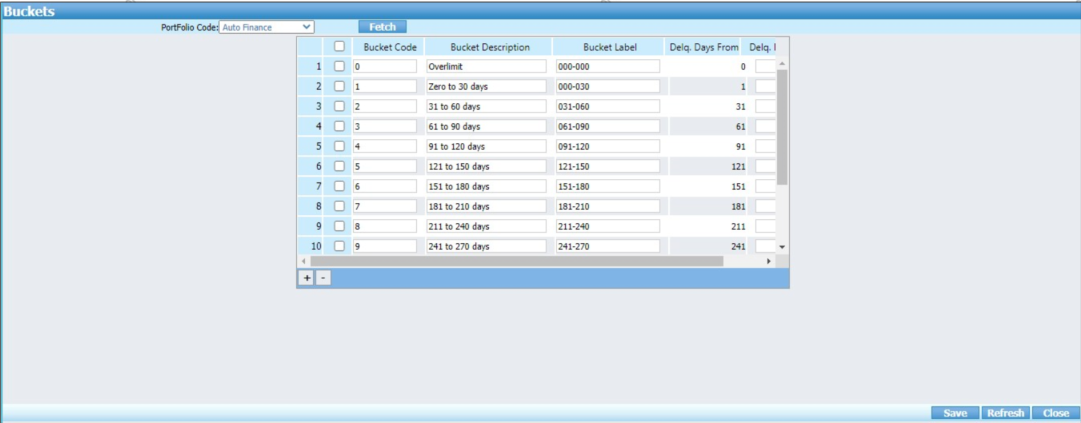 Buckets
PortFolio Code: Auto Finance Fetch
Bucket Code Bucket Description Bucket Label Delq. Days From Delq.
1 0 Overlimit 000-000 0
2 1 Zero to 30 days 000-030 1
3 2 31 to 60 days 031-060 31
4 3 61 to 90 days 061-090 61
5 4 91 to 120 days 091-120 91
6 5 121 to 150 days 121-150 121
7 6 151 to 180 days 151-180 151
8 7 181 to 210 days 181-210 181
9 8 211 to 240 days 211-240 211
10 9 241 to 270 days 241-270 241
+ -
Save Refresh Close